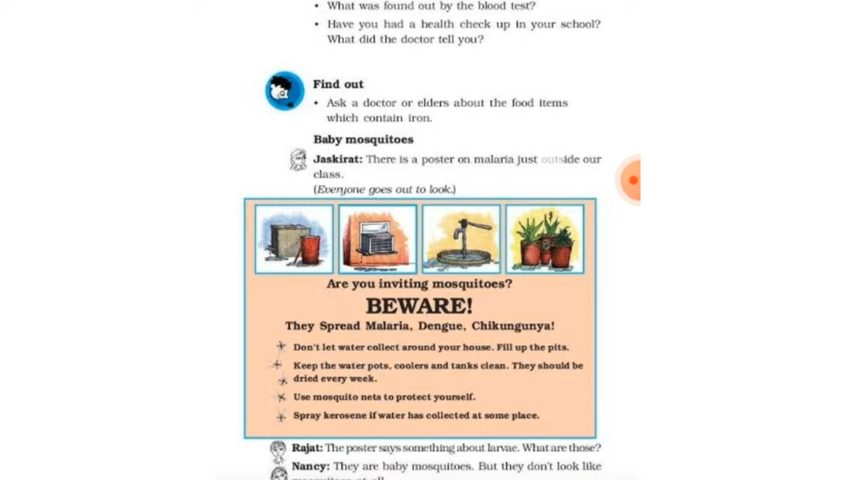 • What was found out by the blood test?
• Have you had a health check up in your school?
What did the doctor tell you?
Find out
• Ask a doctor or elders about the food items
which contain iron.
Baby mosquitoes
Jaskirat: There is a poster on malaria just outside our
class.
(Everyone goes out to look.)
Are you inviting mosquitoes?
BEWARE!
They Spread Malaria, Dengue, Chikungunya!
Don't let water collect around your house. Fill up the pits.
Keep the water pots, coolers and tanks clean. They should be
dried every week.
Use mosquito nets to protect yourself.
Spray kerosene if water has collected at some place.
Rajat: The poster says something about larvae. What are those?
Nancy: They are baby mosquitoes. But they don't look like